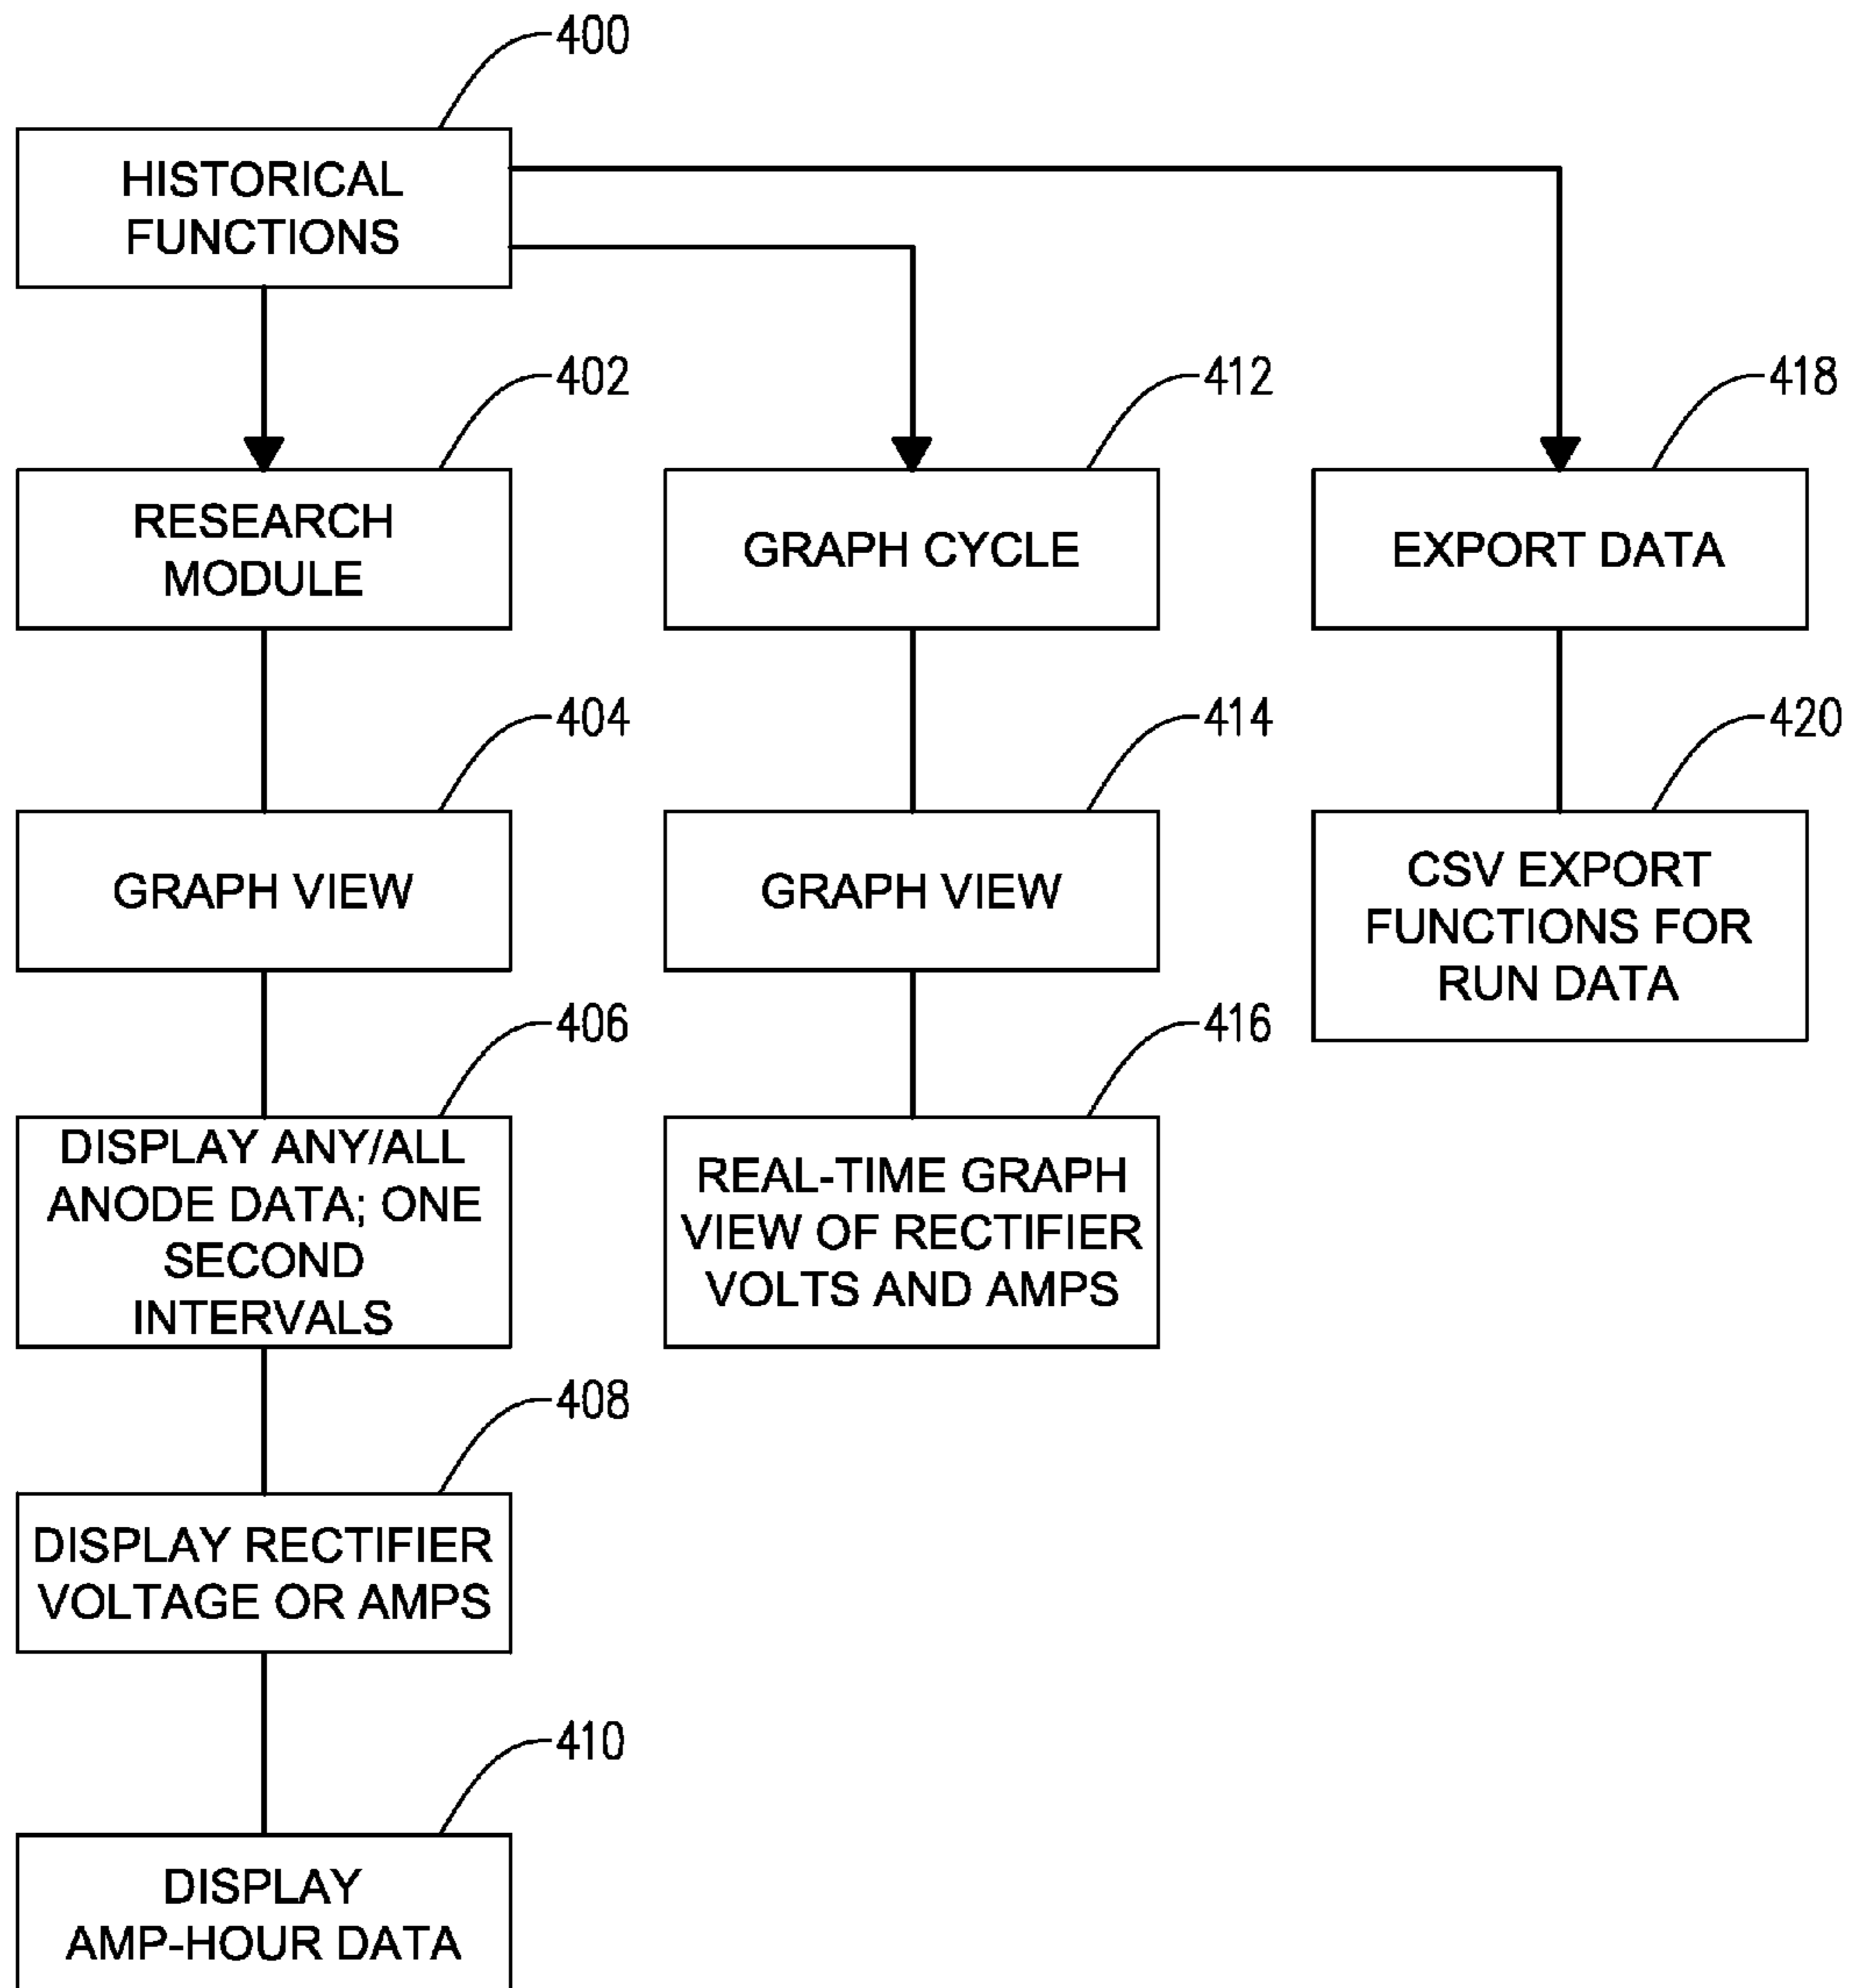 400
HISTORICAL
FUNCTIONS
402
412
418
RESEARCH
MODULE
GRAPH CYCLE
EXPORT DATA
404
414
420
GRAPH VIEW
GRAPH VIEW
CSV EXPORT
FUNCTIONS FOR
RUN DATA
406
416
DISPLAY ANY/ALL
ANODE DATA; ONE
SECOND
INTERVALS
REAL-TIME GRAPH
VIEW OF RECTIFIER
VOLTS AND AMPS
408
DISPLAY RECTIFIER
VOLTAGE OR AMPS
410
DISPLAY
AMP-HOUR DATA